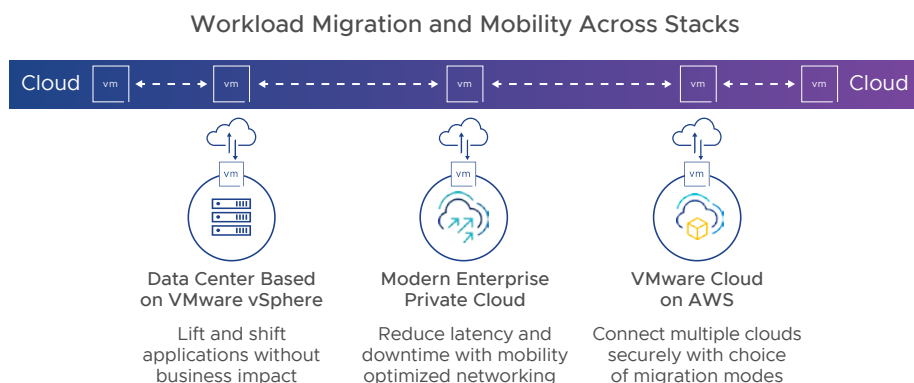 Workload Migration and Mobility Across Stacks
Cloud vm vm vm vm vm Cloud
vm vm vm
Data Center Based Modern Enterprise VMware Cloud
on VMware vSphere Private Cloud on AWS
Lift and shift Reduce latency and Connect multiple clouds
applications without downtime with mobility securely with choice
business impact optimized networking of migration modes